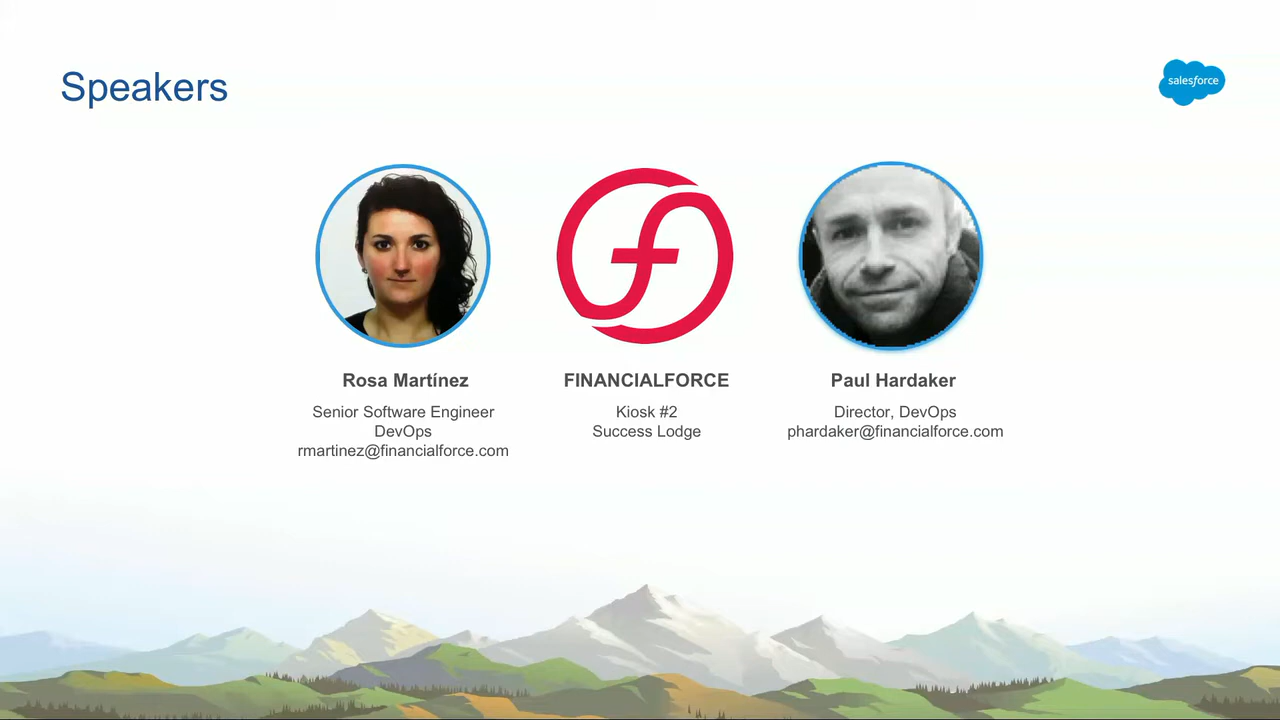 Speakers
salesforce
Rosa Martínez
Senior Software Engineer
DevOps
rmartinez@financialforce.com
FINANCIALFORCE
Kiosk #2
Success Lodge
Paul Hardaker
Director, DevOps
phardaker@financialforce.com